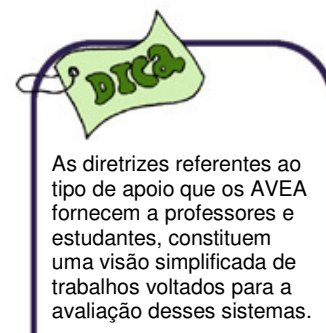 DICA
As diretrizes referentes ao
tipo de apoio que os AVEA
fornecem a professores e
estudantes, constituem
uma visão simplificada de
trabalhos voltados para a
avaliação desses sistemas.